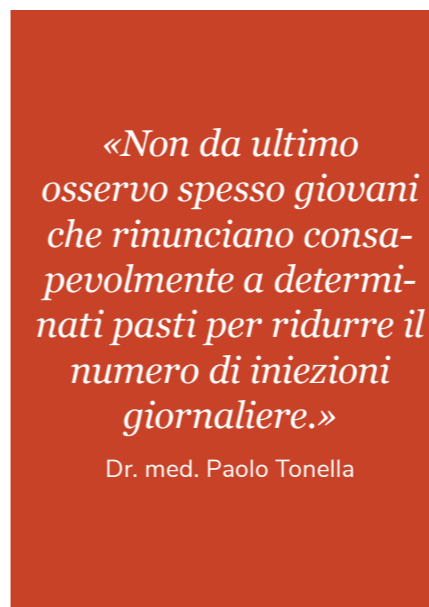 «Non da ultimo
osservo spesso giovani
che rinunciano consa-
pevolmente a determi-
nati pasti per ridurre il
numero di iniezioni
giornaliere.»
Dr. med. Paolo Tonella